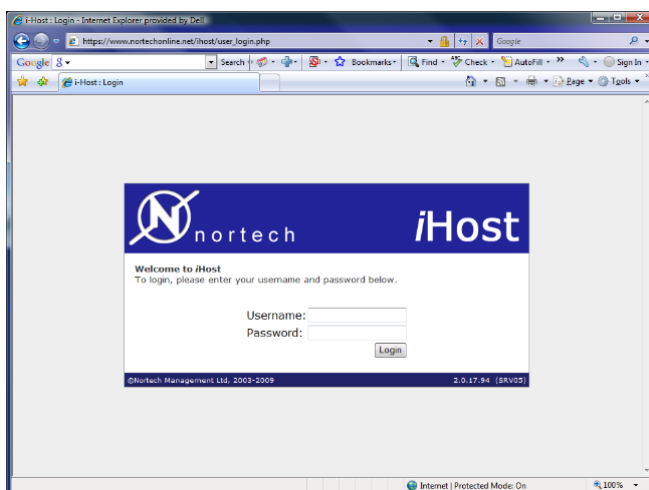 i-Host : Login - Internet Explorer provided by Dell
https://www.nortechonline.net/ihost/user_login.php
Google
Google
Search
Bookmarks
Find
Check
AutoFill
Sign In
i-Host : Login
Page
Tools
N
nortech
iHost
Welcome to iHost
To login, please enter your username and password below.
Username:
Password:
Login
©Nortech Management Ltd, 2003-2009
2.0.17.94 (SRV05)
Internet | Protected Mode: On
100%